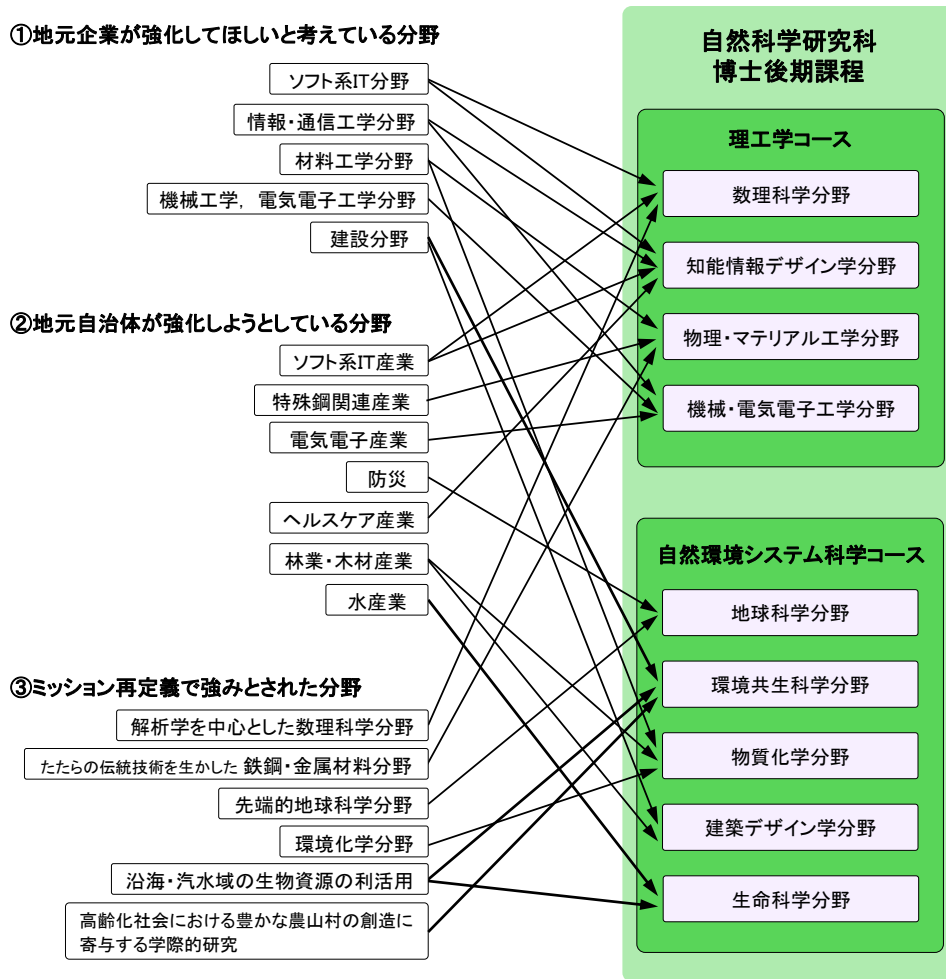 ①地元企業が強化してほしいと考えている分野
ソフト系IT分野
情報・通信工学分野
材料工学分野
機械工学，電気電子工学分野
建設分野
②地元自治体が強化しようとしている分野
ソフト系IT産業
特殊鋼関連産業
電気電子産業
防災
ヘルスケア産業
林業・木材産業
水産業
③ミッション再定義で強みとされた分野
解析学を中心とした数理科学分野
たたらの伝統技術を生かした 鉄鋼・金属材料分野
先端的地球科学分野
環境化学分野
沿海・汽水域の生物資源の利活用
高齢化社会における豊かな農山村の創造に
寄与する学際的研究
自然科学研究科
博士後期課程
理工学コース
数理科学分野
知能情報デザイン学分野
物理・マテリアル工学分野
機械・電気電子工学分野
自然環境システム科学コース
地球科学分野
環境共生科学分野
物質化学分野
建築デザイン学分野
生命科学分野